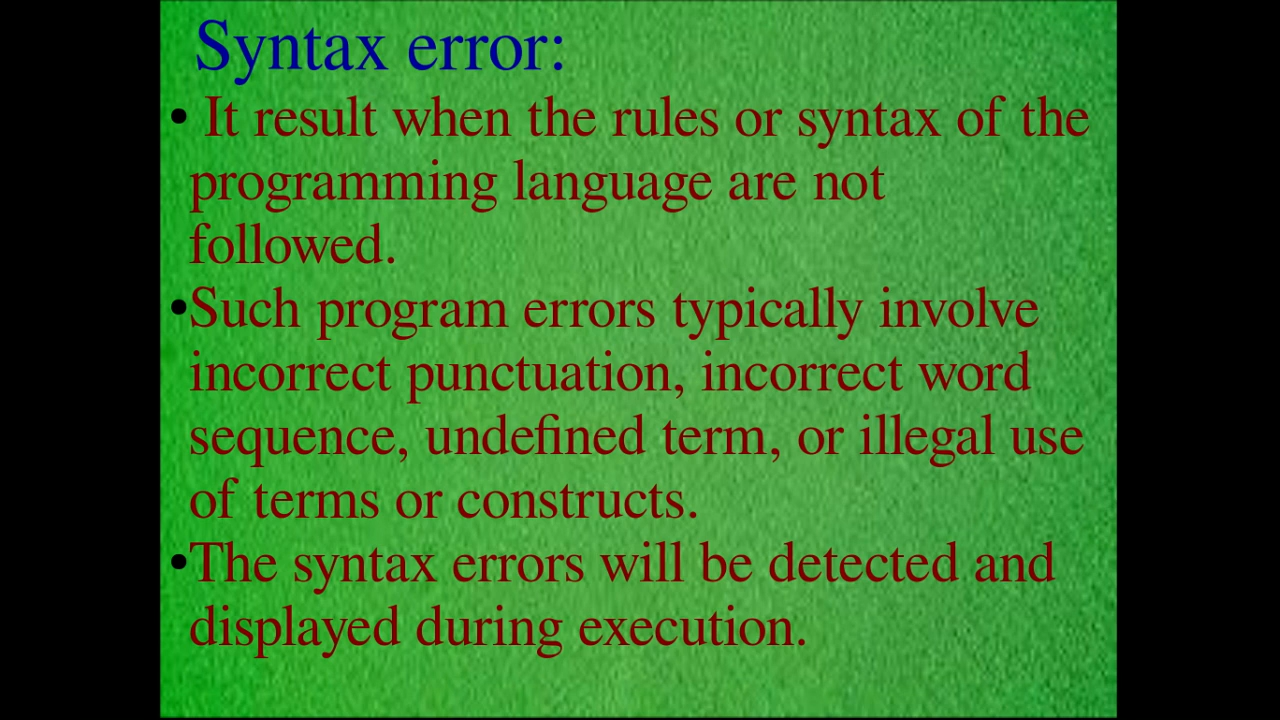 Syntax error:
• It result when the rules or syntax of the
programming language are not
followed.
•Such program errors typically involve
incorrect punctuation, incorrect word
sequence, undefined term, or illegal use
of terms or constructs.
•The syntax errors will be detected and
displayed during execution.